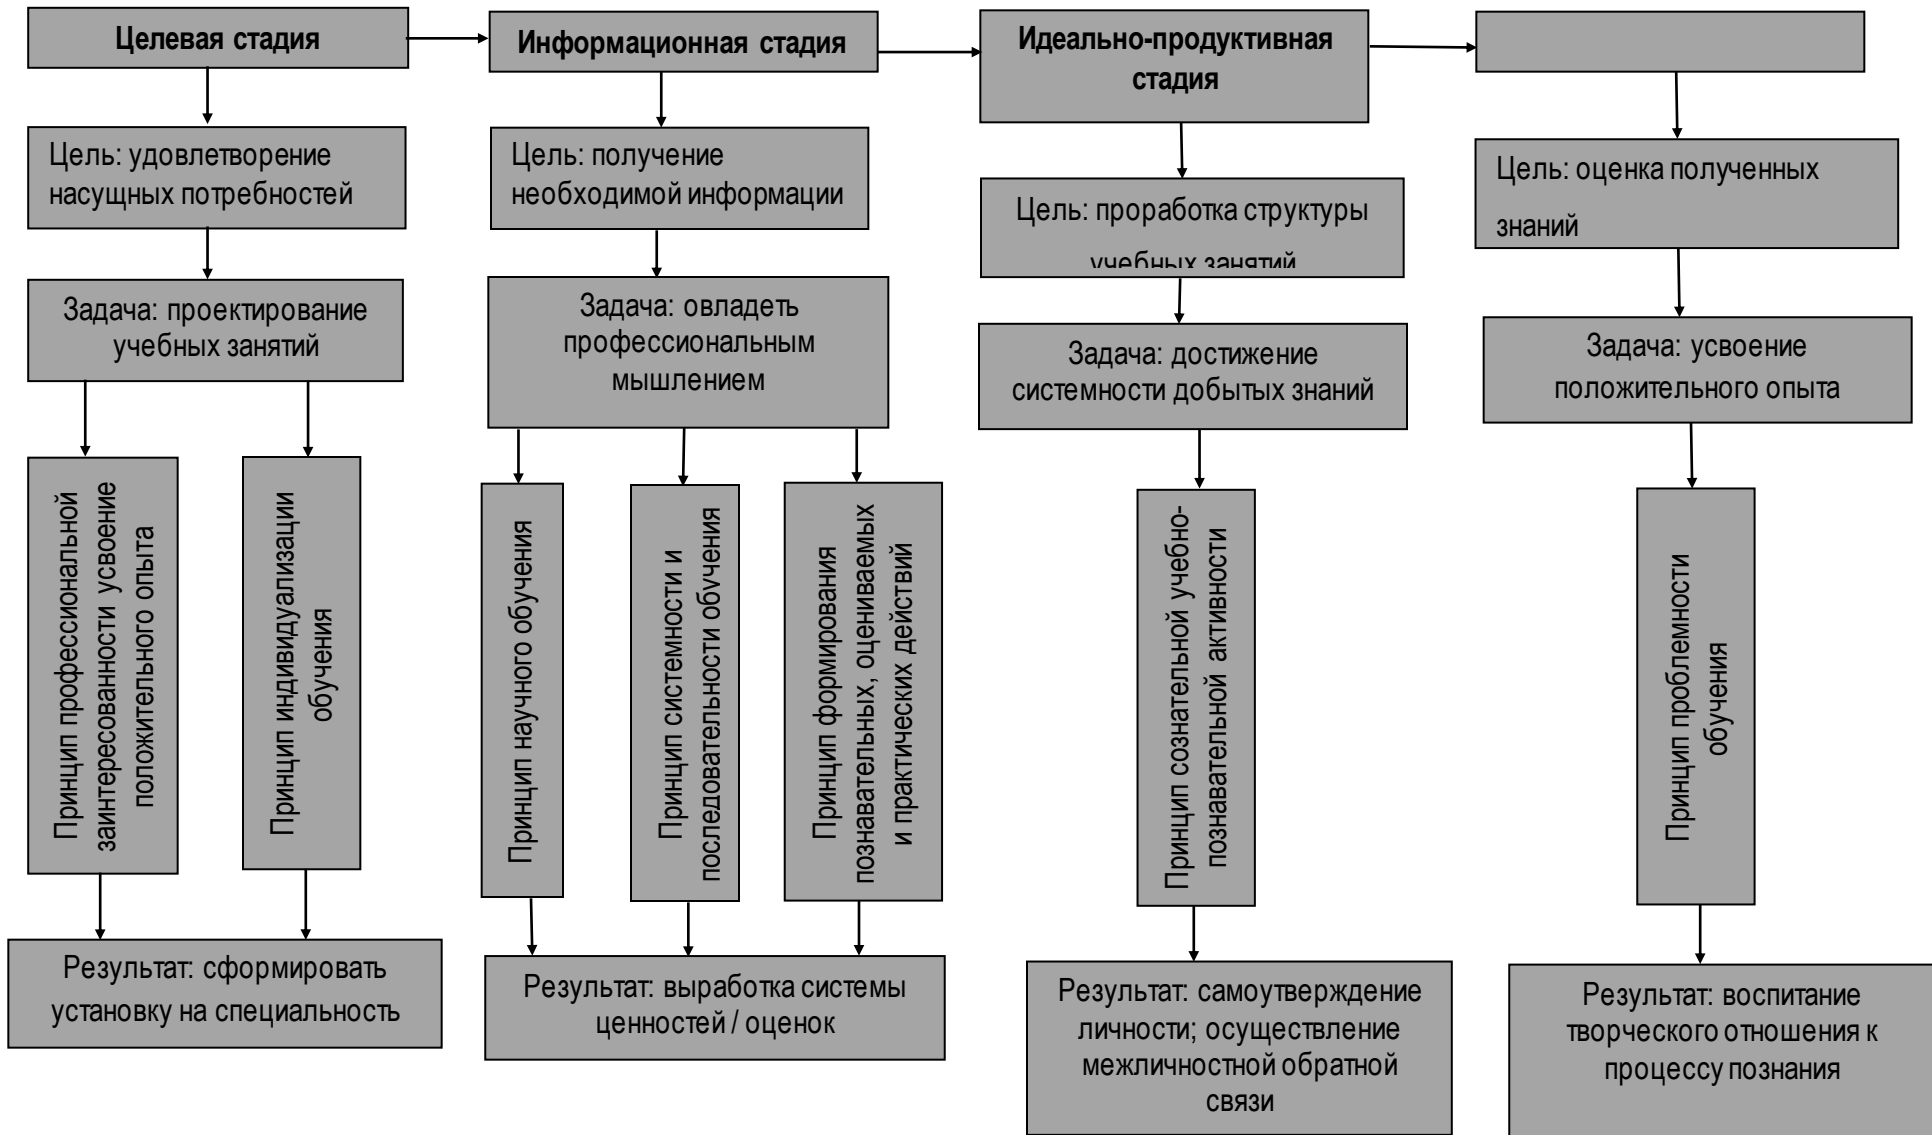 Целевая стадия
Информационная стадия
Идеально-продуктивная
стадия
Цель: удовлетворение
насущных потребностей
Цель: получение
необходимой информации
Цель: проработка структуры
учебных занятий
Цель: оценка полученных
знаний
Задача: проектирование
учебных занятий
Задача: овладеть
профессиональным
мышлением
Задача: достижение
системности добытых знаний
Задача: усвоение
положительного опыта
Принцип профессиональной
заинтересованности усвоение
положительного опыта
Принцип индивидуализации
обучения
Принцип научного обучения
Принцип системности и
последовательности обучения
Принцип формирования
познавательных, оцениваемых
и практических действий
Принцип сознательной учебно-
познавательной активности
Принцип проблемности
обучения
Результат: сформировать
установку на специальность
Результат: выработка системы
ценностей / оценок
Результат: самоутверждение
личности; осуществление
межличностной обратной
связи
Результат: воспитание
творческого отношения к
процессу познания